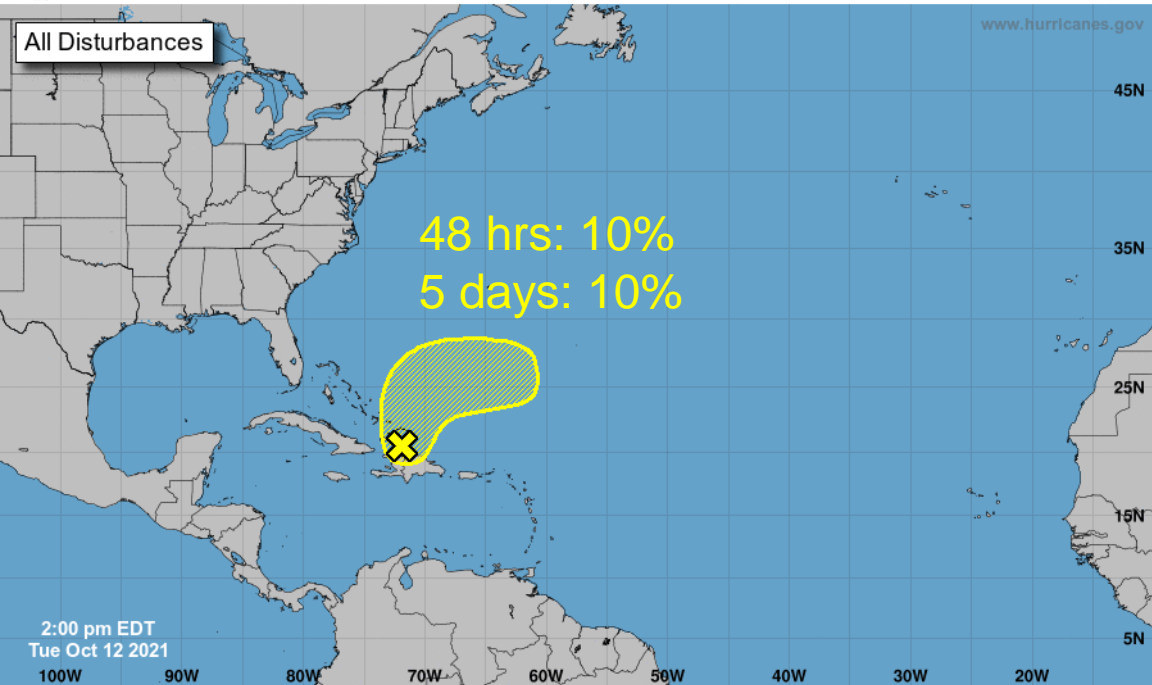 All Disturbances
www.hurricanes.gov
45N
48 hrs: 10%
35N
5 days: 10%
25N
15N
2:00 pm EDT
Tue Oct 12 2021
5N
100W 90W 80W 70W 60W 50W 40W 30W 20W